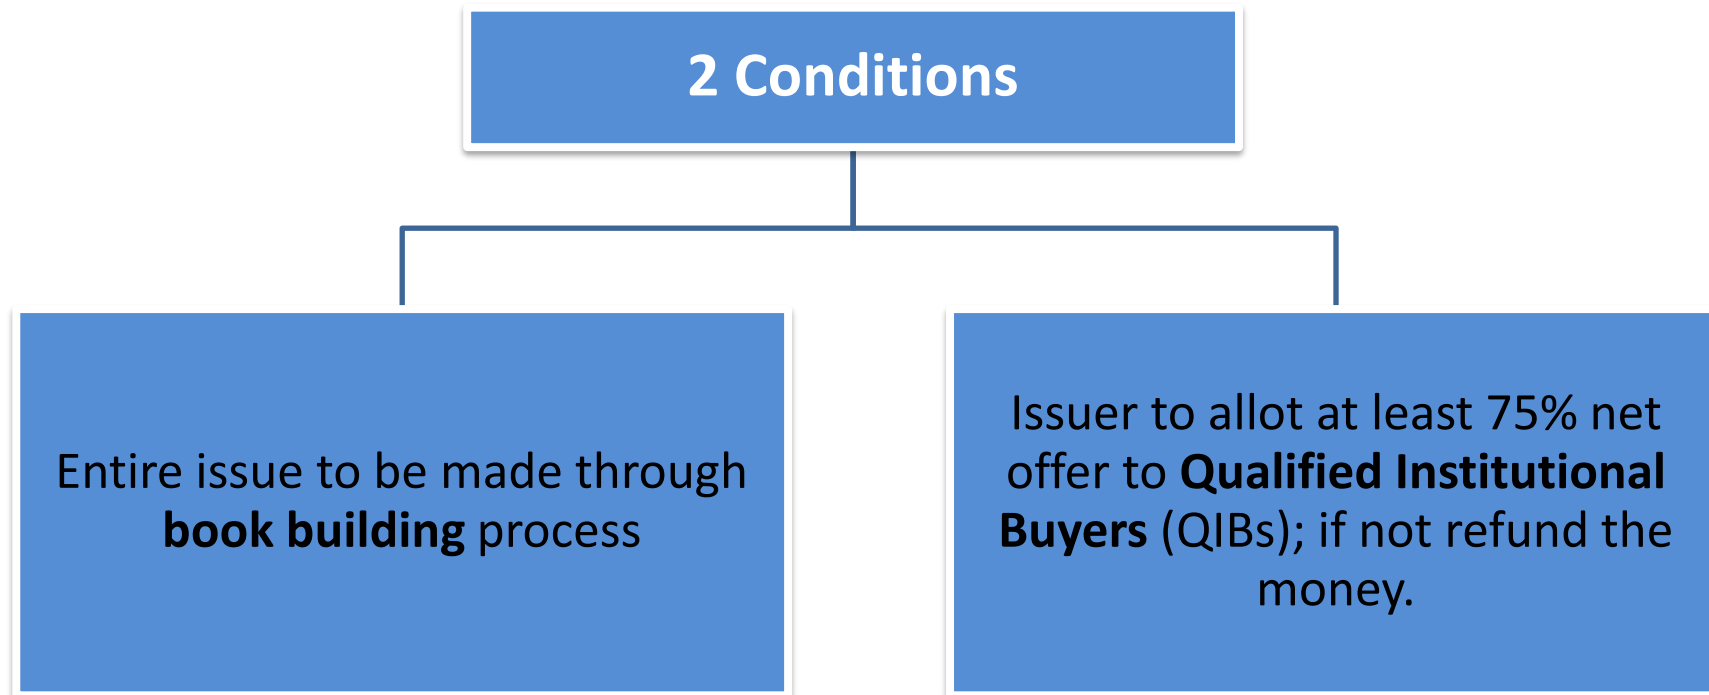 2 Conditions
Entire issue to be made through
book building process
Issuer to allot at least 75% net
offer to Qualified Institutional
Buyers (QIBs); if not refund the
money.